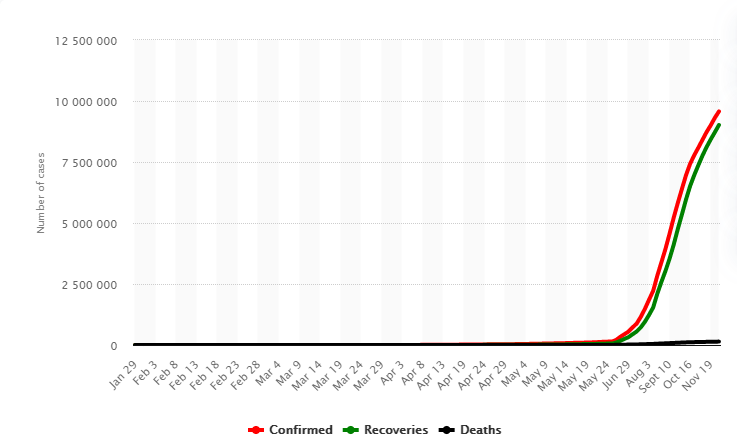 12 500 000
10 000 000
7 500 000
5 000 000
2 500 000
0
Number of cases
Jan 29
Feb 3
Feb 8
Feb 13
Feb 18
Feb 23
Feb 28
Mar 4
Mar 9
Mar 14
Mar 19
Mar 24
Mar 29
Apr 3
Apr 8
Apr 13
Apr 19
Apr 24
Apr 29
May 4
May 9
May 14
May 19
May 24
Jun 29
Aug 3
Sept 10
Oct 16
Nov 19
Confirmed Recoveries Deaths